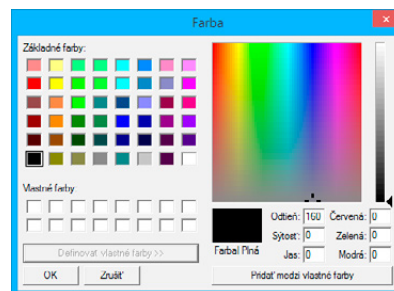 Farba
Základné farby:
Vlastné farby:
Definovať vlastné farby >>
OK Zrušiť
Farbal Plná
Odtieň: 160 Červená: 0
Sýtosť: 0 Zelená: 0
Jas: 0 Modrá: 0
Pridať medzi vlastné farby